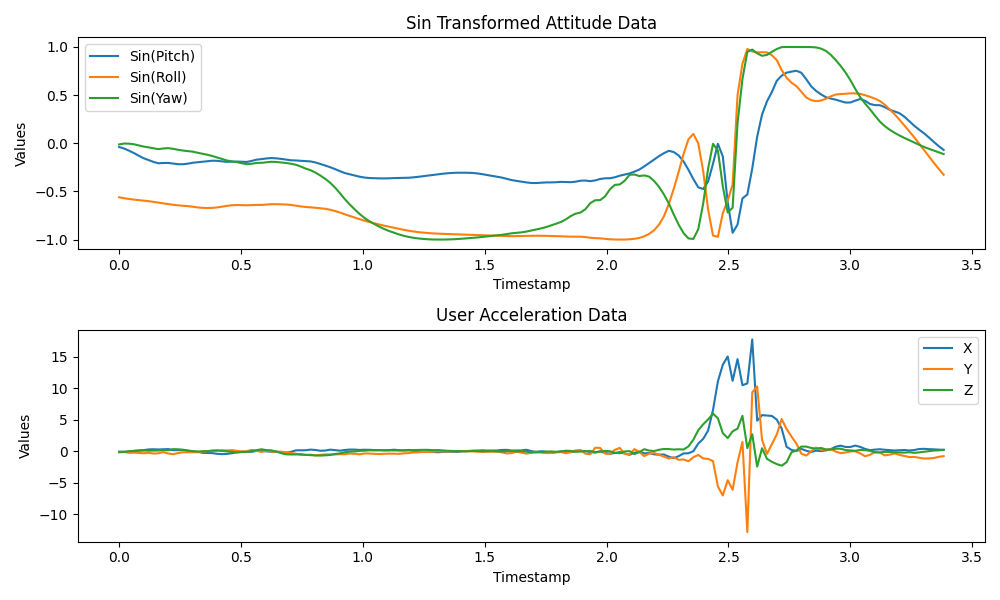 Sin Transformed Attitude Data
Values
1.0
0.5
0.0
−0.5
−1.0
Sin(Pitch)
Sin(Roll)
Sin(Yaw)
0.0 0.5 1.0 1.5 2.0 2.5 3.0 3.5
Timestamp
User Acceleration Data
Values
15
10
5
0
−5
−10
X
Y
Z
0.0 0.5 1.0 1.5 2.0 2.5 3.0 3.5
Timestamp